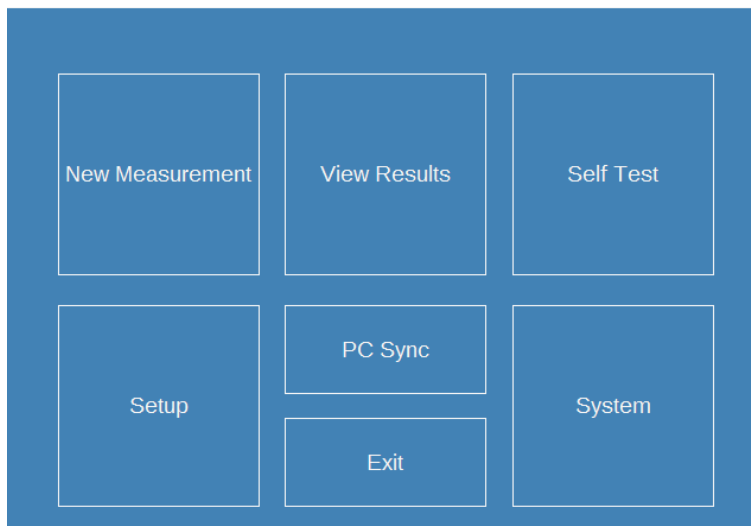 New Measurement
View Results
Self Test
Setup
PC Sync
System
Exit